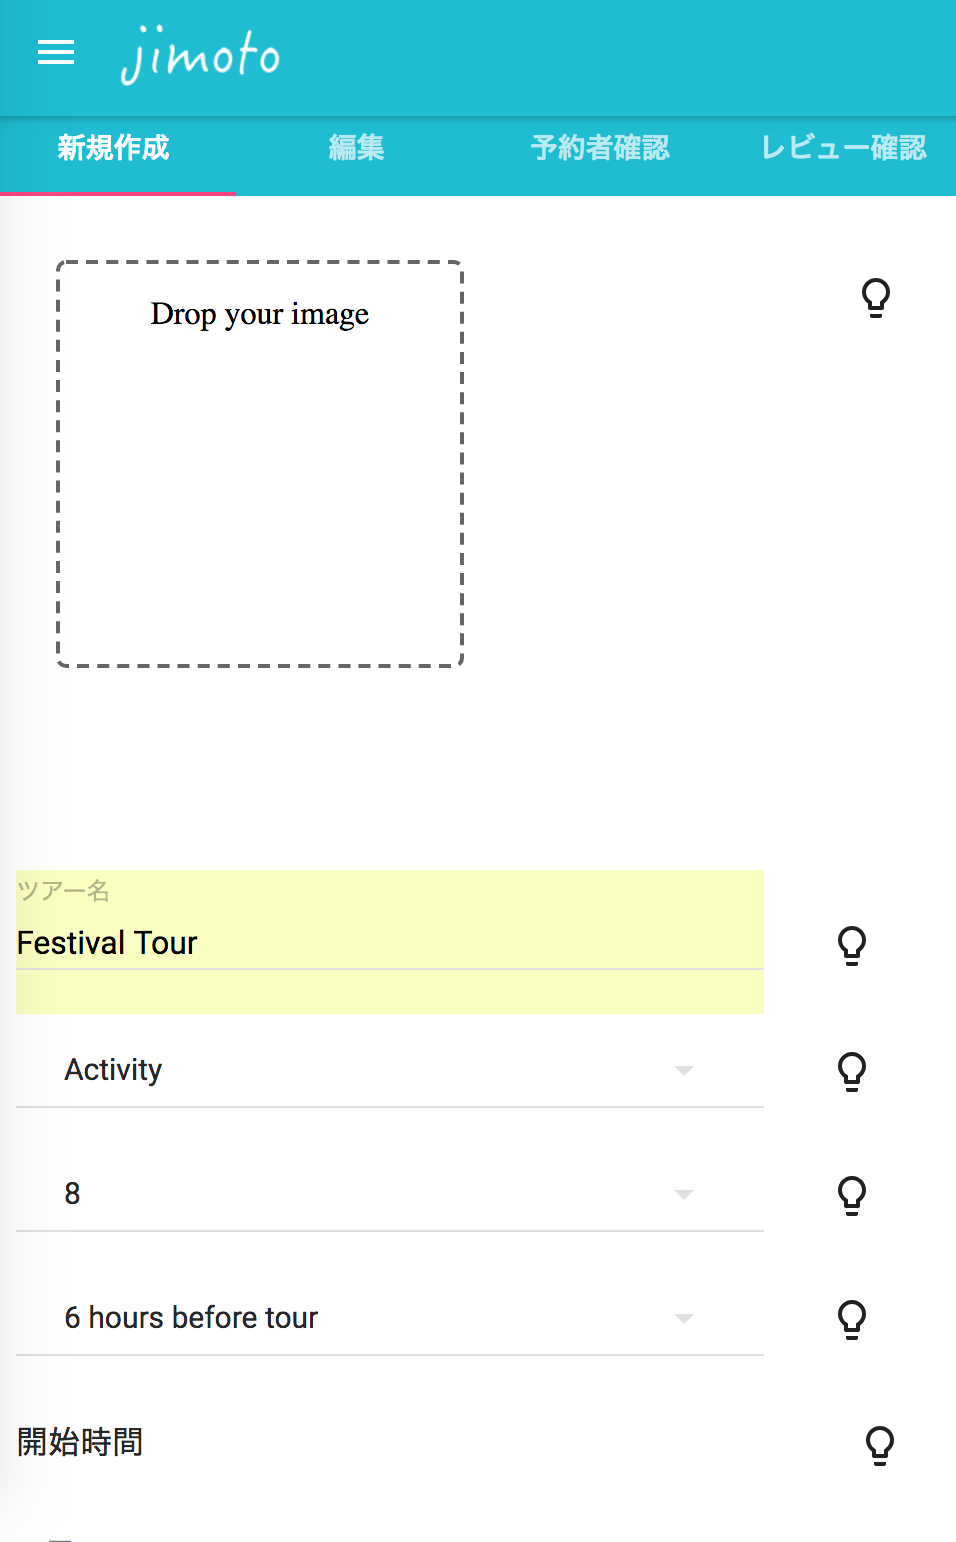 jimoto
新規作成 編集 予約者確認 レビュー確認
Drop your image
ツアー名
Festival Tour
Activity
8
6 hours before tour
開始時間